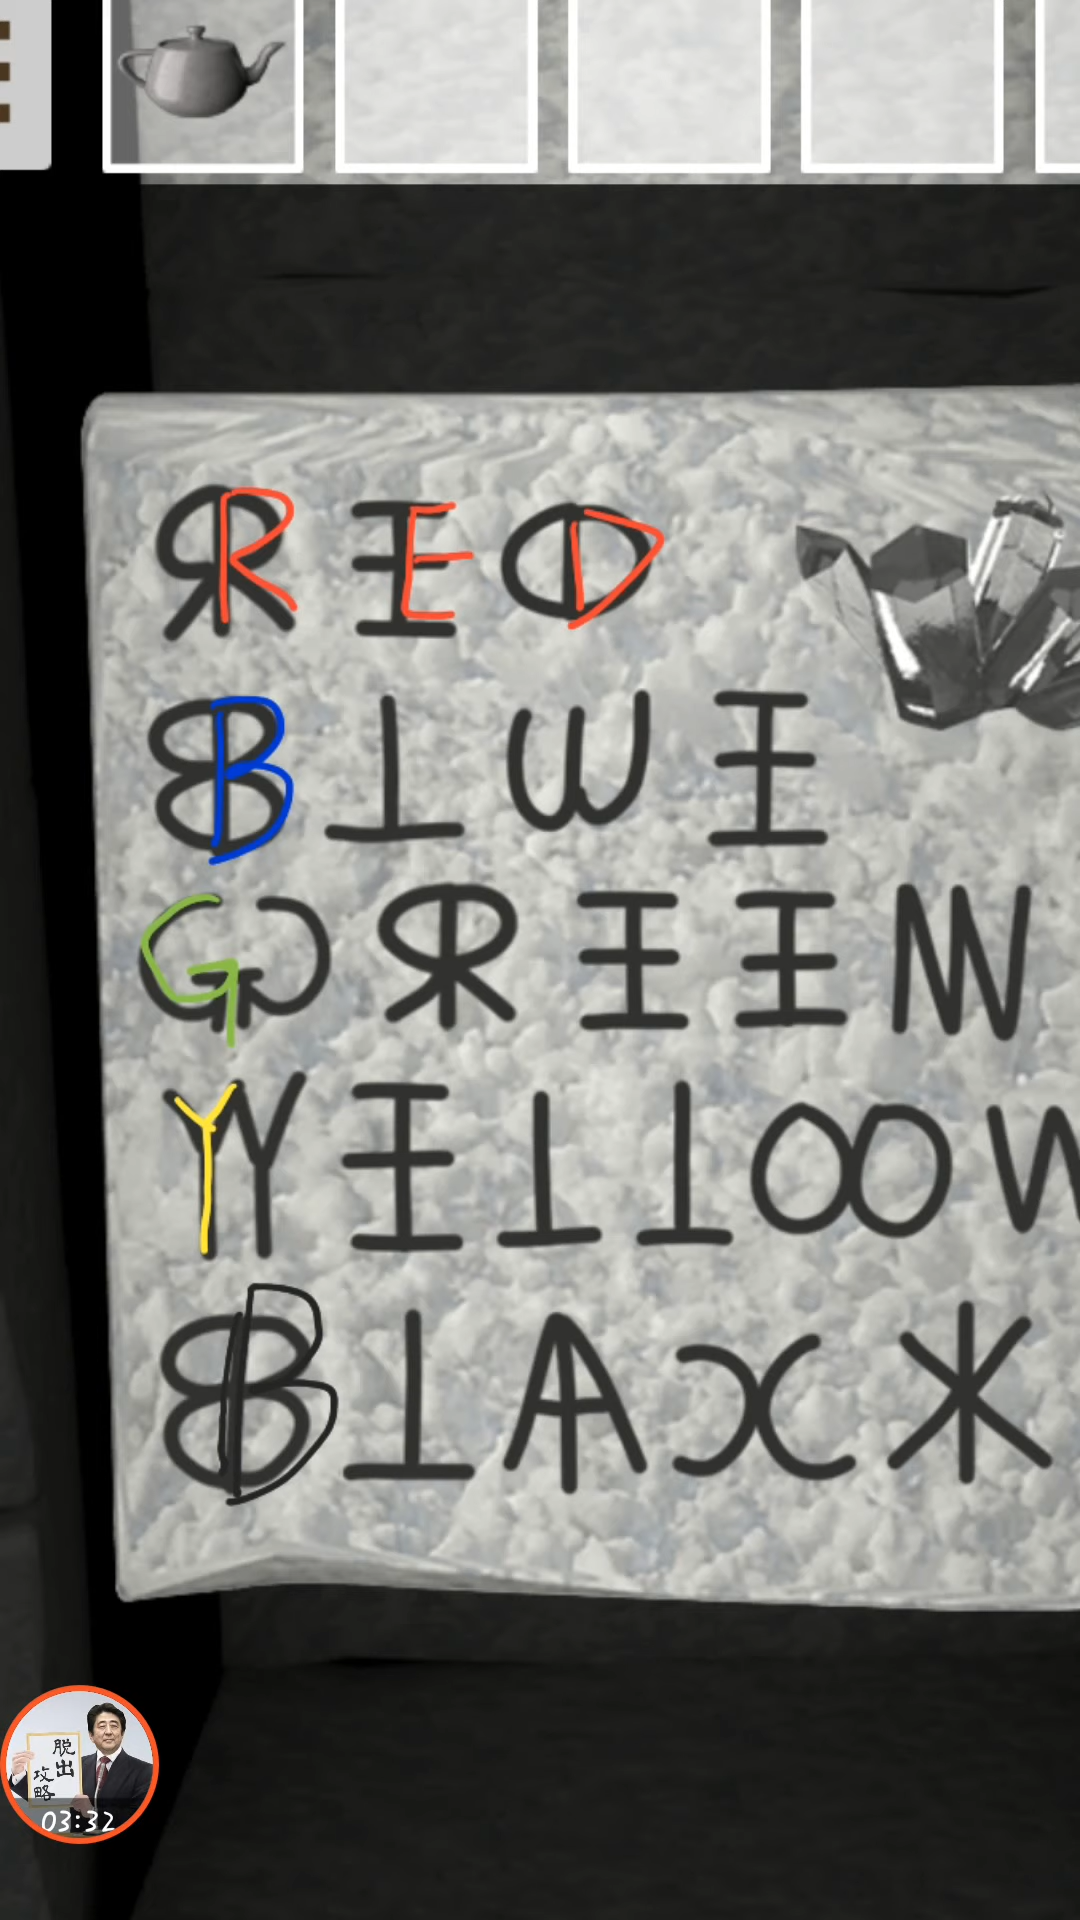 RED
BLUE
GREEN
YELLOW
BLACK
脱出
攻略
03:32